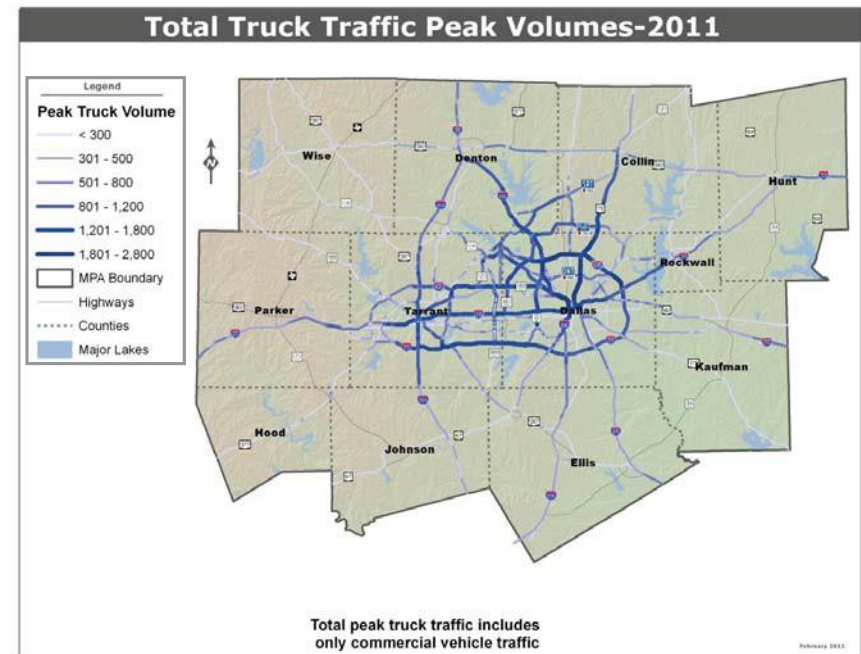 Total Truck Traffic Peak Volumes-2011
Legend
Peak Truck Volume
< 300
301 - 500
501 - 800
801 - 1,200
1,201 - 1,800
1,801 - 2,800
MPA Boundary
Highways
Counties
Major Lakes
N
Wise
Denton
Collin
Hunt
Rockwall
Parker
Tarrant
Dallas
Kaufman
Hood
Johnson
Ellis
Total peak truck traffic includes
only commercial vehicle traffic